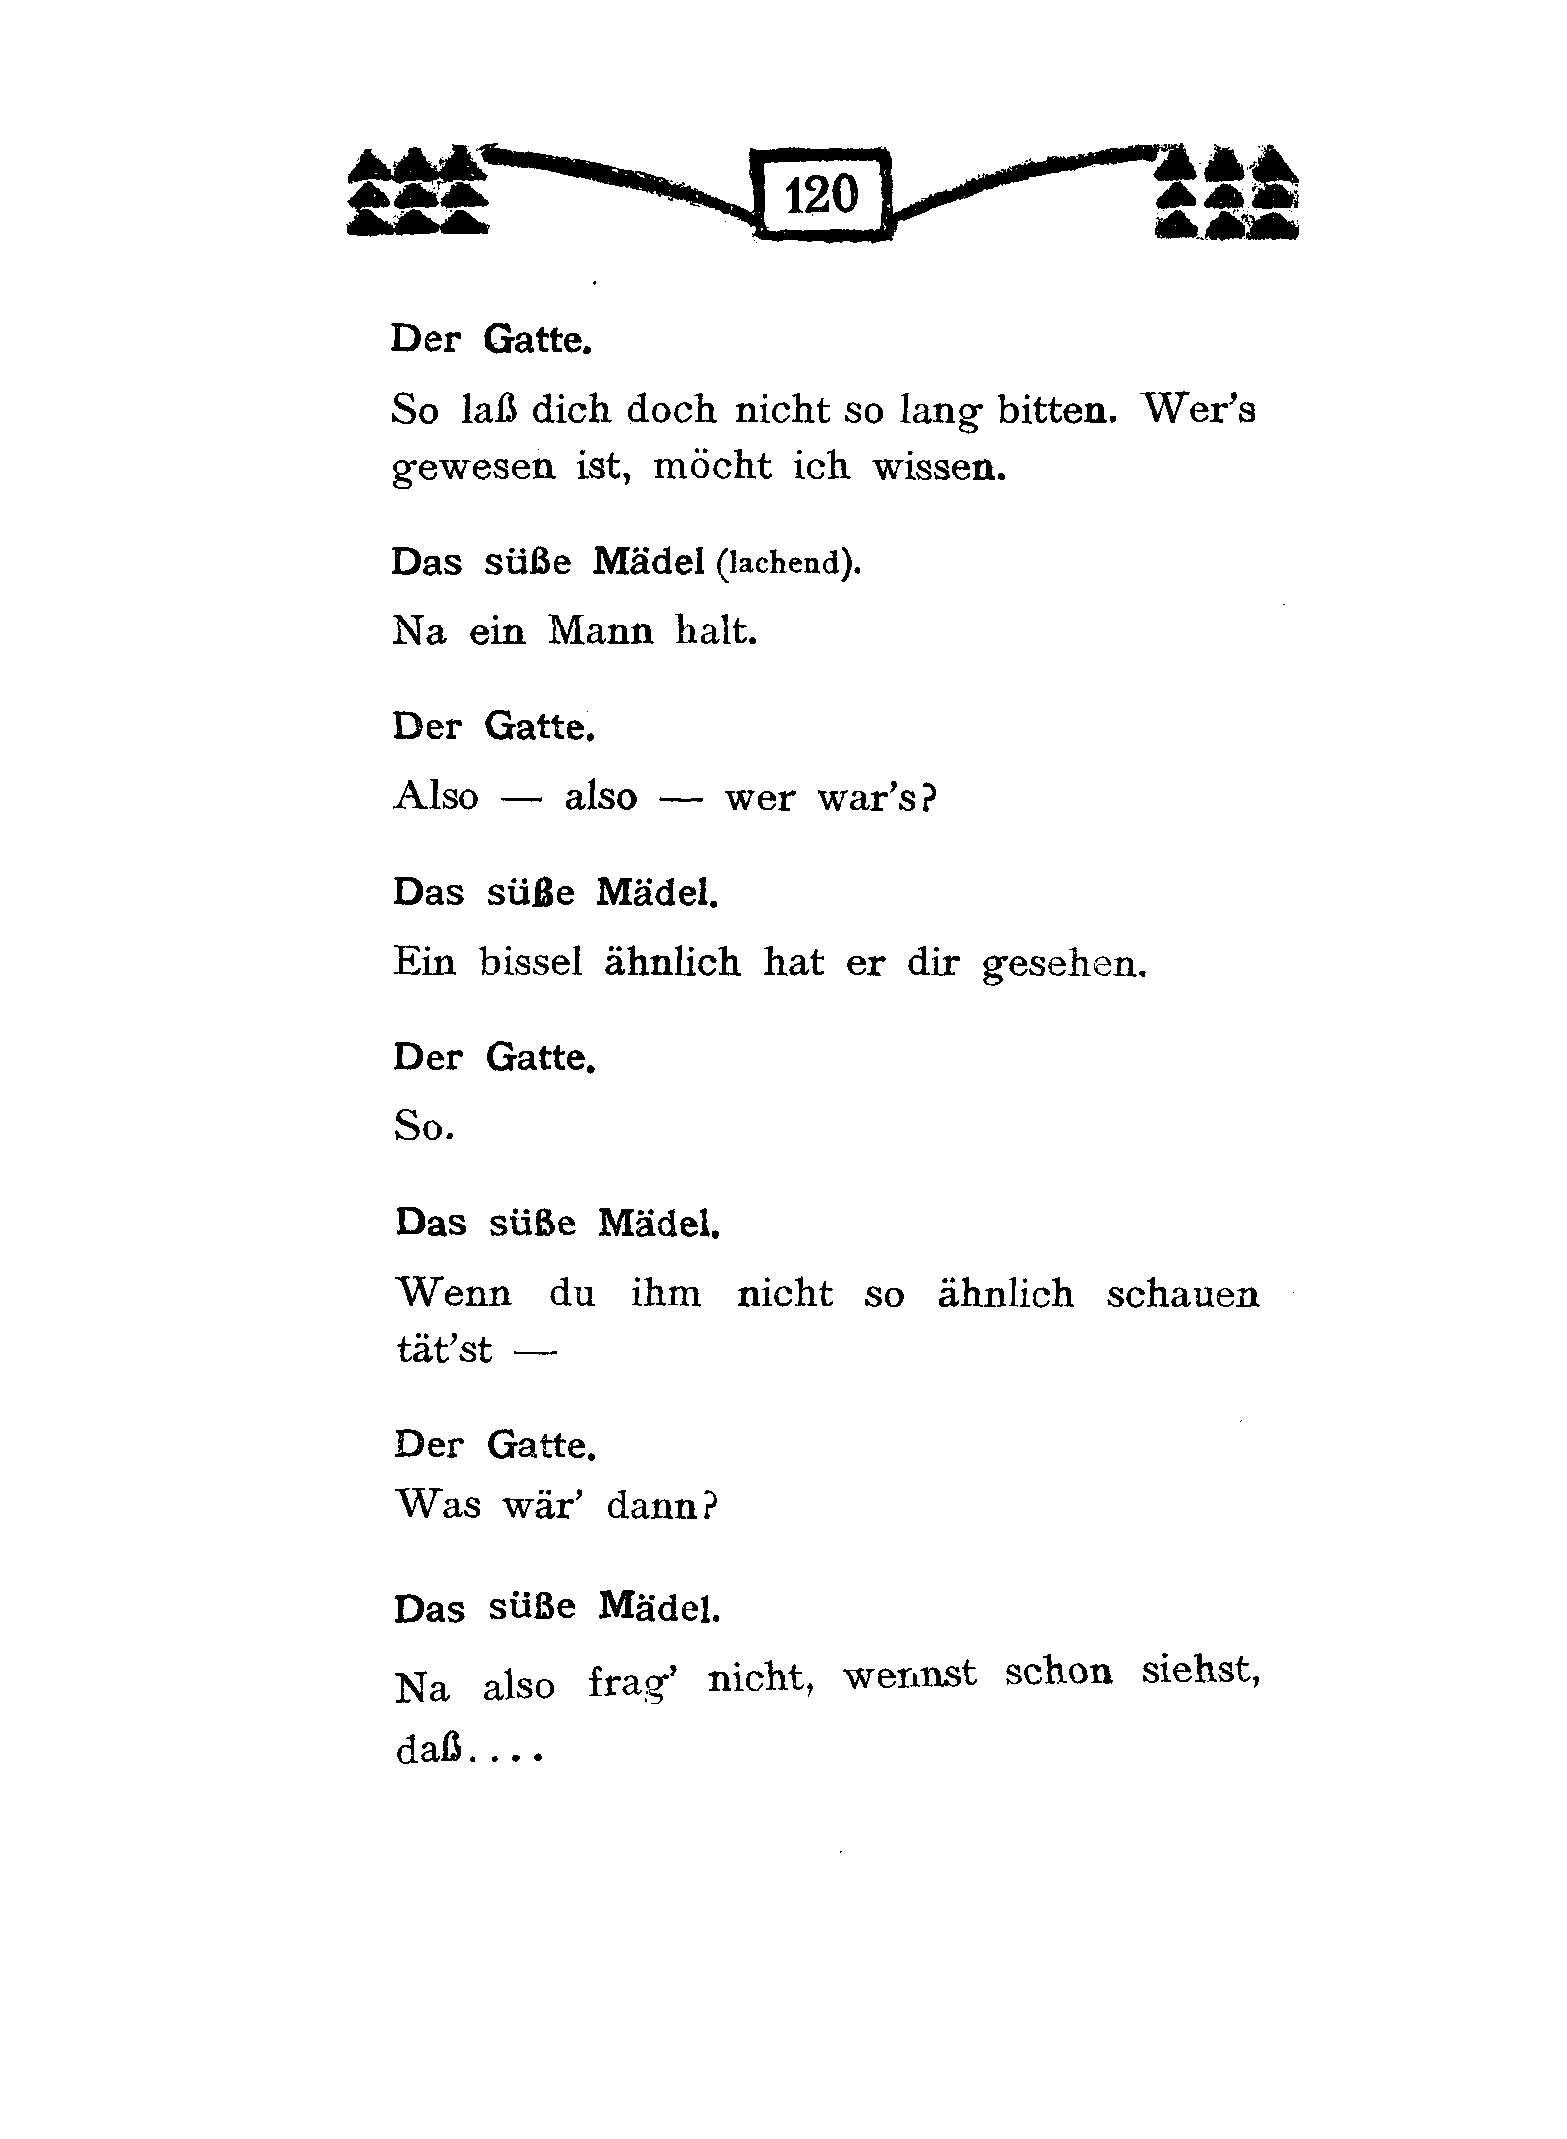 120
Der Gatte.
So laß dich doch nicht so lang bitten. Wer's
gewesen ist, möcht ich wissen.
Das süße Mädel (lachend).
Na ein Mann halt.
Der Gatte.
Also — also — wer war's?
Das süße Mädel.
Ein bissel ähnlich hat er dir gesehen.
Der Gatte.
So.
Das süße Mädel.
Wenn du ihm nicht so ähnlich schauen
tät'st —
Der Gatte.
Was wär' dann?
Das süße Mädel.
Na also frag' nicht, wennst schon siehst,
daß....